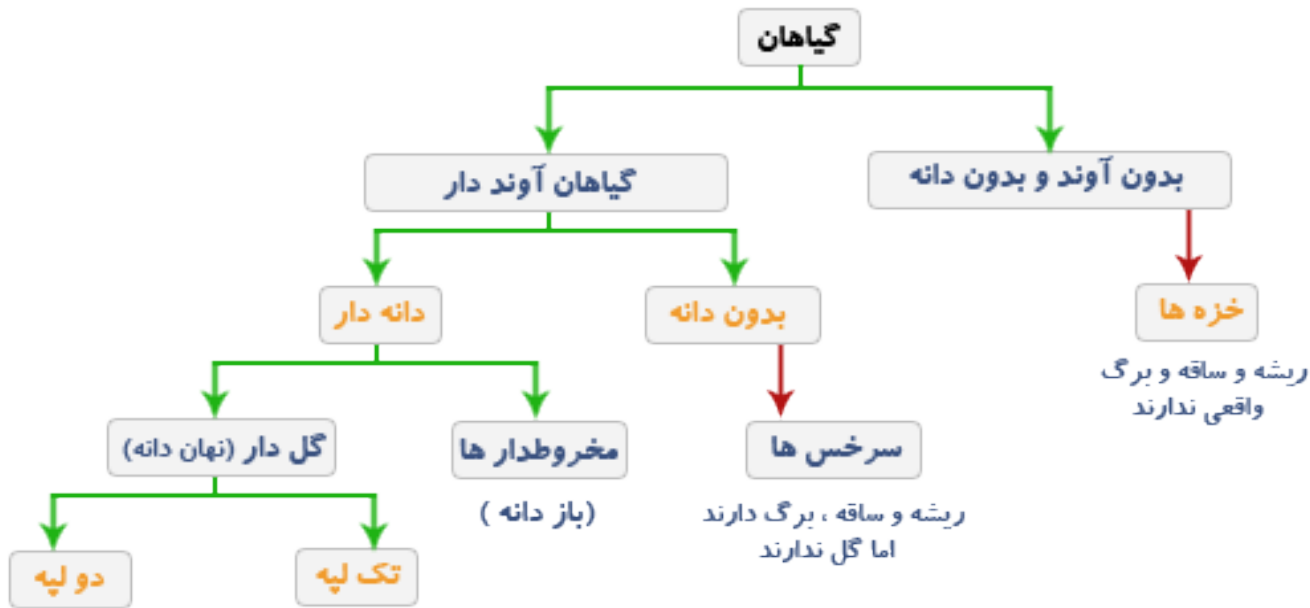 گیاهان
بدون آوند و بدون دانه
گیاهان آوند دار
خزه ها
بدون دانه
دانه دار
ریشه و ساقه و برگ
واقعی ندارند
سرخس ها
مخروطدار ها
گل دار (نهان دانه)
ریشه و ساقه ، برگ دارند
اما گل ندارند
(باز دانه )
تک لپه
دو لپه